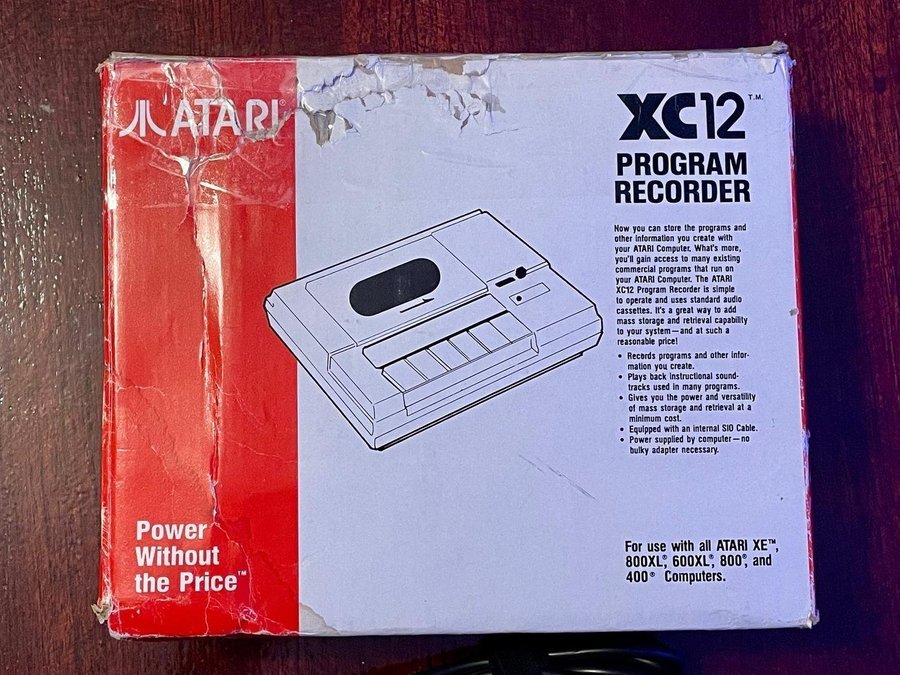 ATARI®
XC12 T.M.
PROGRAM
RECORDER
Now you can store the programs and
other information you create with
your ATARI Computer. What's more,
you'll gain access to many existing
commercial programs that run on
your ATARI Computer. The ATARI
XC12 Program Recorder is simple
to operate and uses standard audio
cassettes. It's a great way to add
mass storage and retrieval capability
to your system—and at such a
reasonable price!
• Records programs and other infor-
mation you create.
• Plays back instructional sound-
tracks used in many programs.
• Gives you the power and versatility
of mass storage and retrieval at a
minimum cost.
• Equipped with an internal SIO Cable.
• Power supplied by computer—no
bulky adapter necessary.
Power
Without
the Price™
For use with all ATARI XE™,
800XL®, 600XL®, 800®, and
400® Computers.